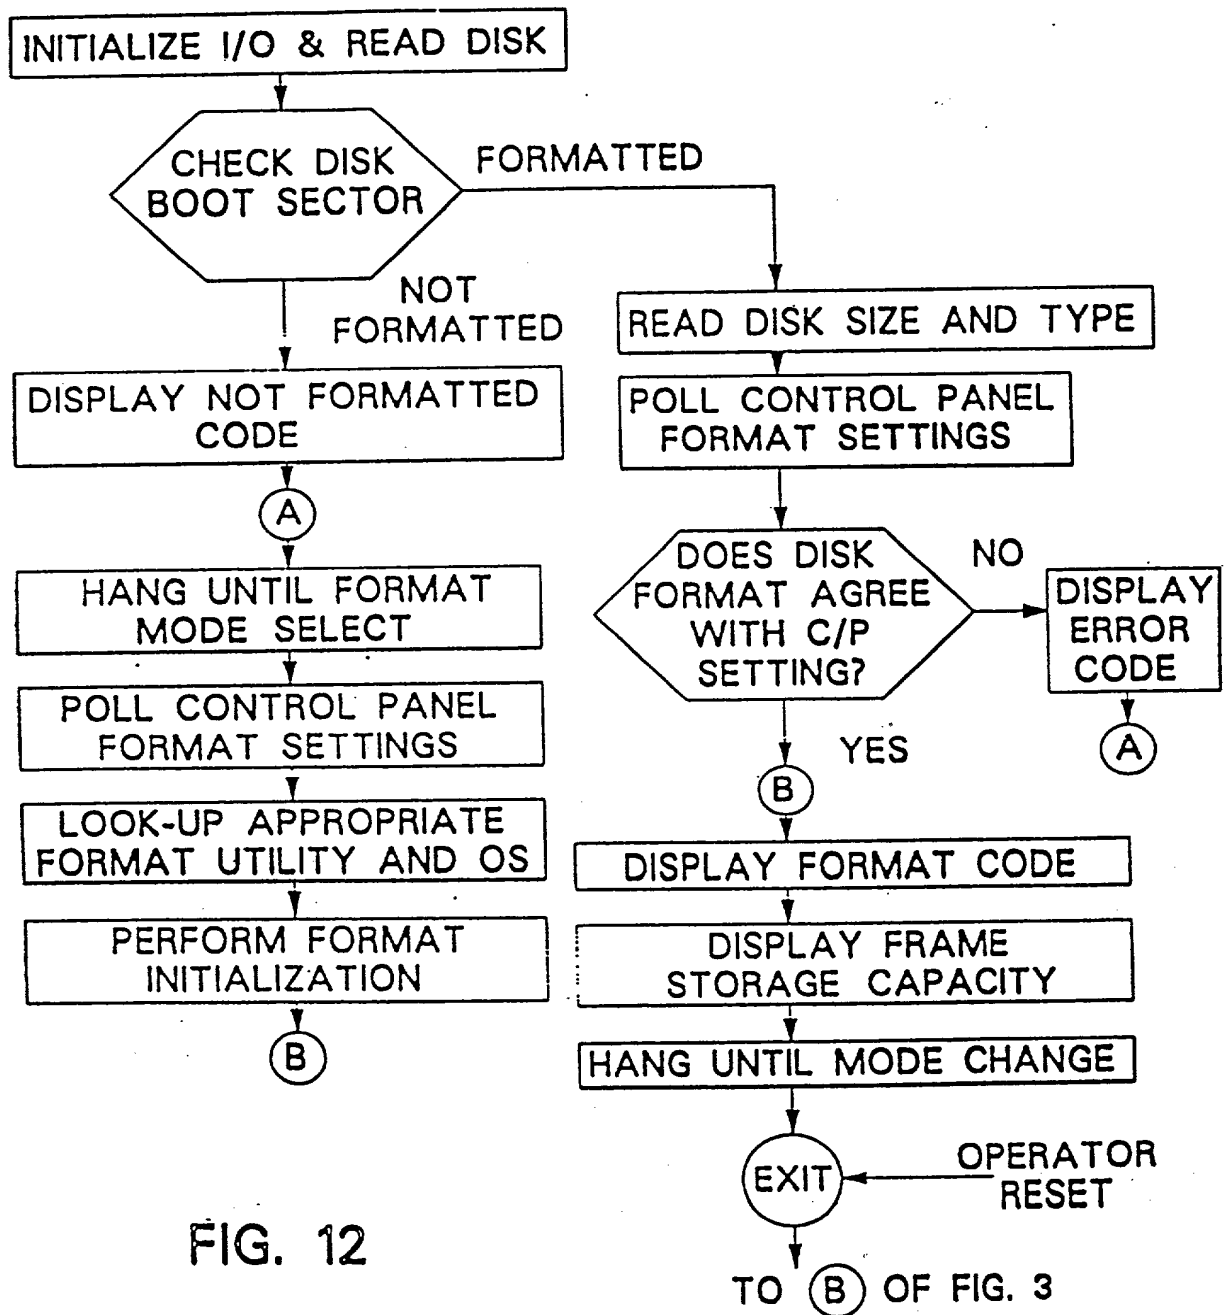 INITIALIZE I/O & READ DISK
CHECK DISK
BOOT SECTOR
FORMATTED
NOT
FORMATTED
DISPLAY NOT FORMATTED
CODE
A
HANG UNTIL FORMAT
MODE SELECT
POLL CONTROL PANEL
FORMAT SETTINGS
LOOK-UP APPROPRIATE
FORMAT UTILITY AND OS
PERFORM FORMAT
INITIALIZATION
B
READ DISK SIZE AND TYPE
POLL CONTROL PANEL
FORMAT SETTINGS
DOES DISK
FORMAT AGREE
WITH C/P
SETTING?
NO
DISPLAY
ERROR
CODE
A
YES
B
DISPLAY FORMAT CODE
DISPLAY FRAME
STORAGE CAPACITY
HANG UNTIL MODE CHANGE
EXIT
OPERATOR
RESET
TO B OF FIG. 3
FIG. 12